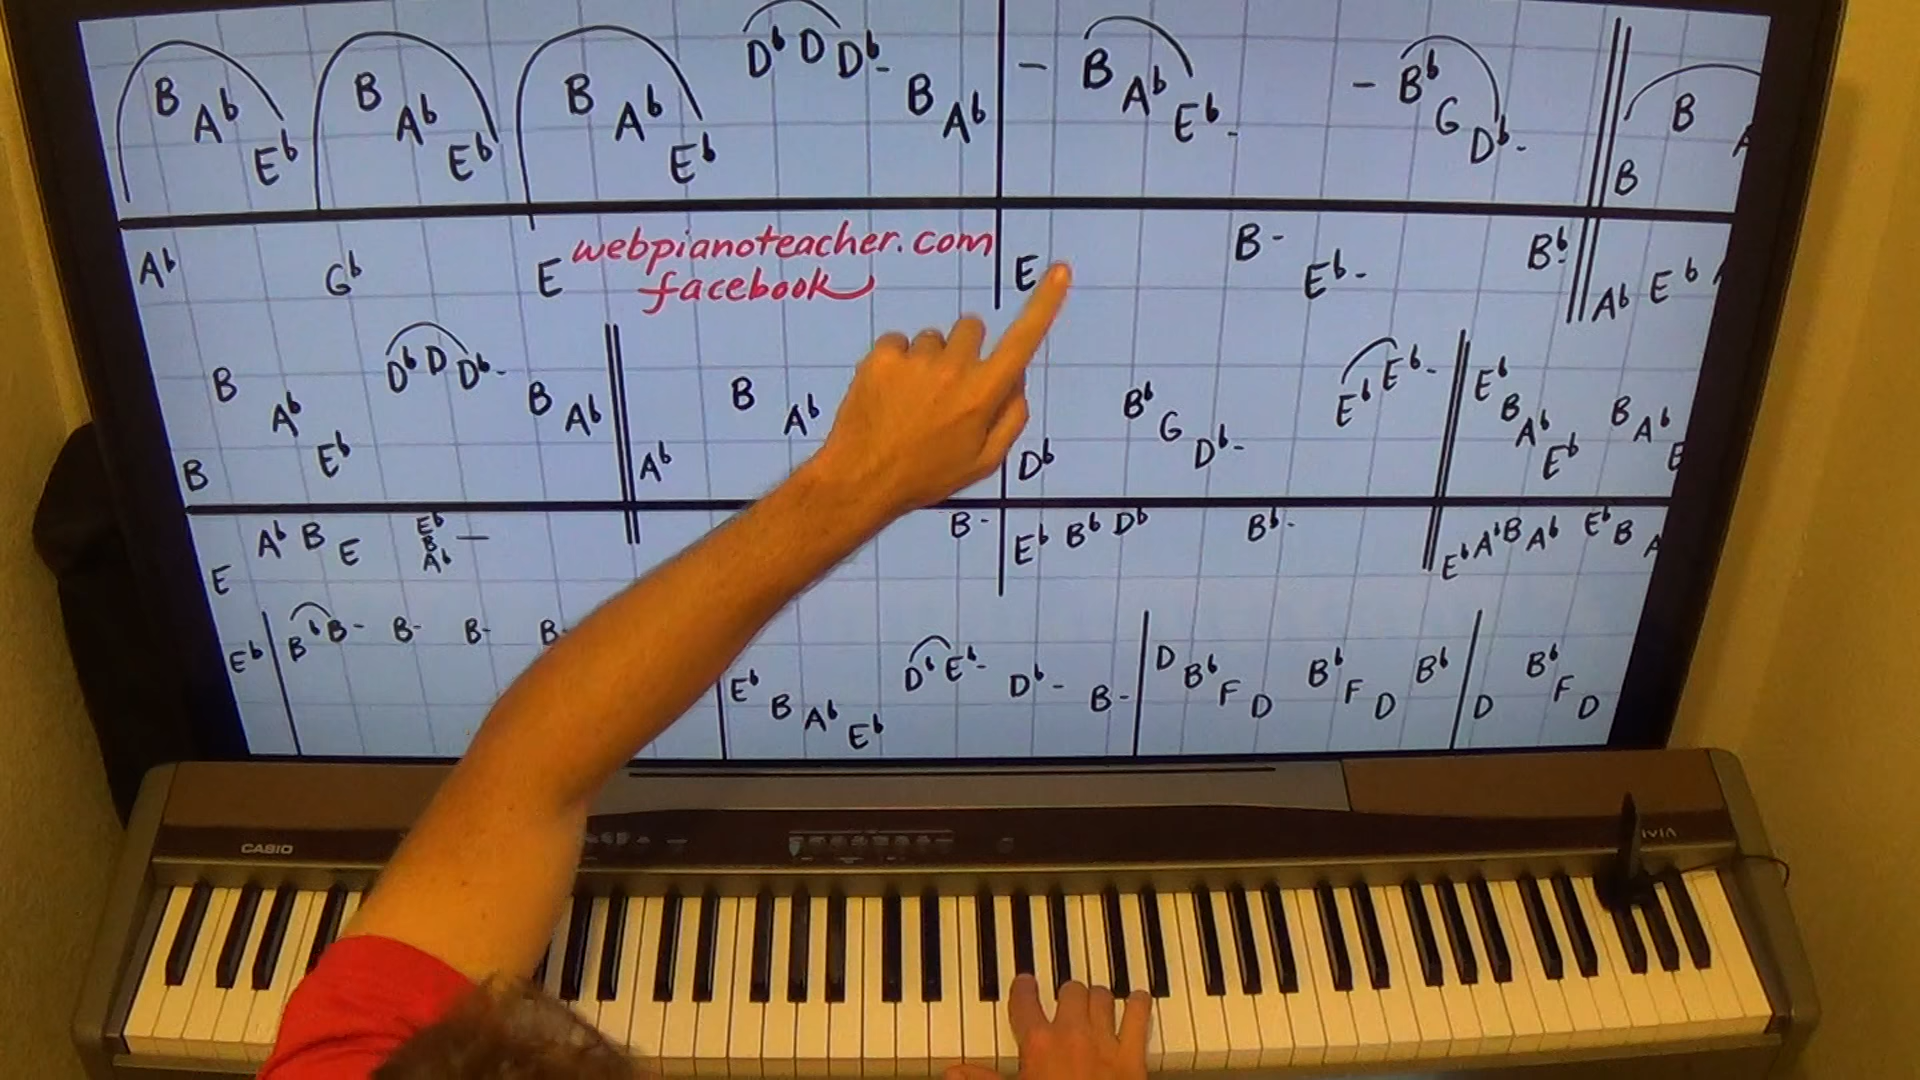 B A♭ E♭ B A♭ E♭ B A♭ E♭ D♭ D D♭- B A♭ - B A♭ E♭- - B♭ G D♭- B B
A♭ G♭ E webpianoteacher.com E B- E♭- B♭- A♭ E♭
facebook
B B A♭ E♭ D♭ D D♭- B A♭ A♭ B A♭ D♭ B♭ G D♭- E♭ E♭- E♭ B A♭ E♭ B A♭
E A♭ B E E♭ B A♭ — B- E♭ B♭ D♭ B♭- E♭ A♭ B A♭ E♭ B
E♭ B♭ B- B- B- B- E♭ B A♭ E♭ D♭ E♭- D♭- B- D B♭ F D B♭ F D B♭ D B♭ F D
CASIO